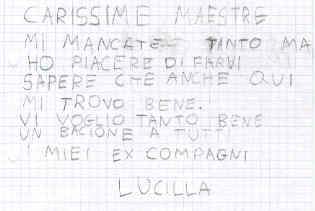 CARISSIME MAESTRE
MI MANCATE TANTO MA
HO PIACERE DI FARVI
SAPERE CHE ANCHE QUI
MI TROVO BENE.
VI VOGLIO TANTO BENE
UN BACIONE A TUTTI
I MIEI EX COMPAGNI
LUCILLA